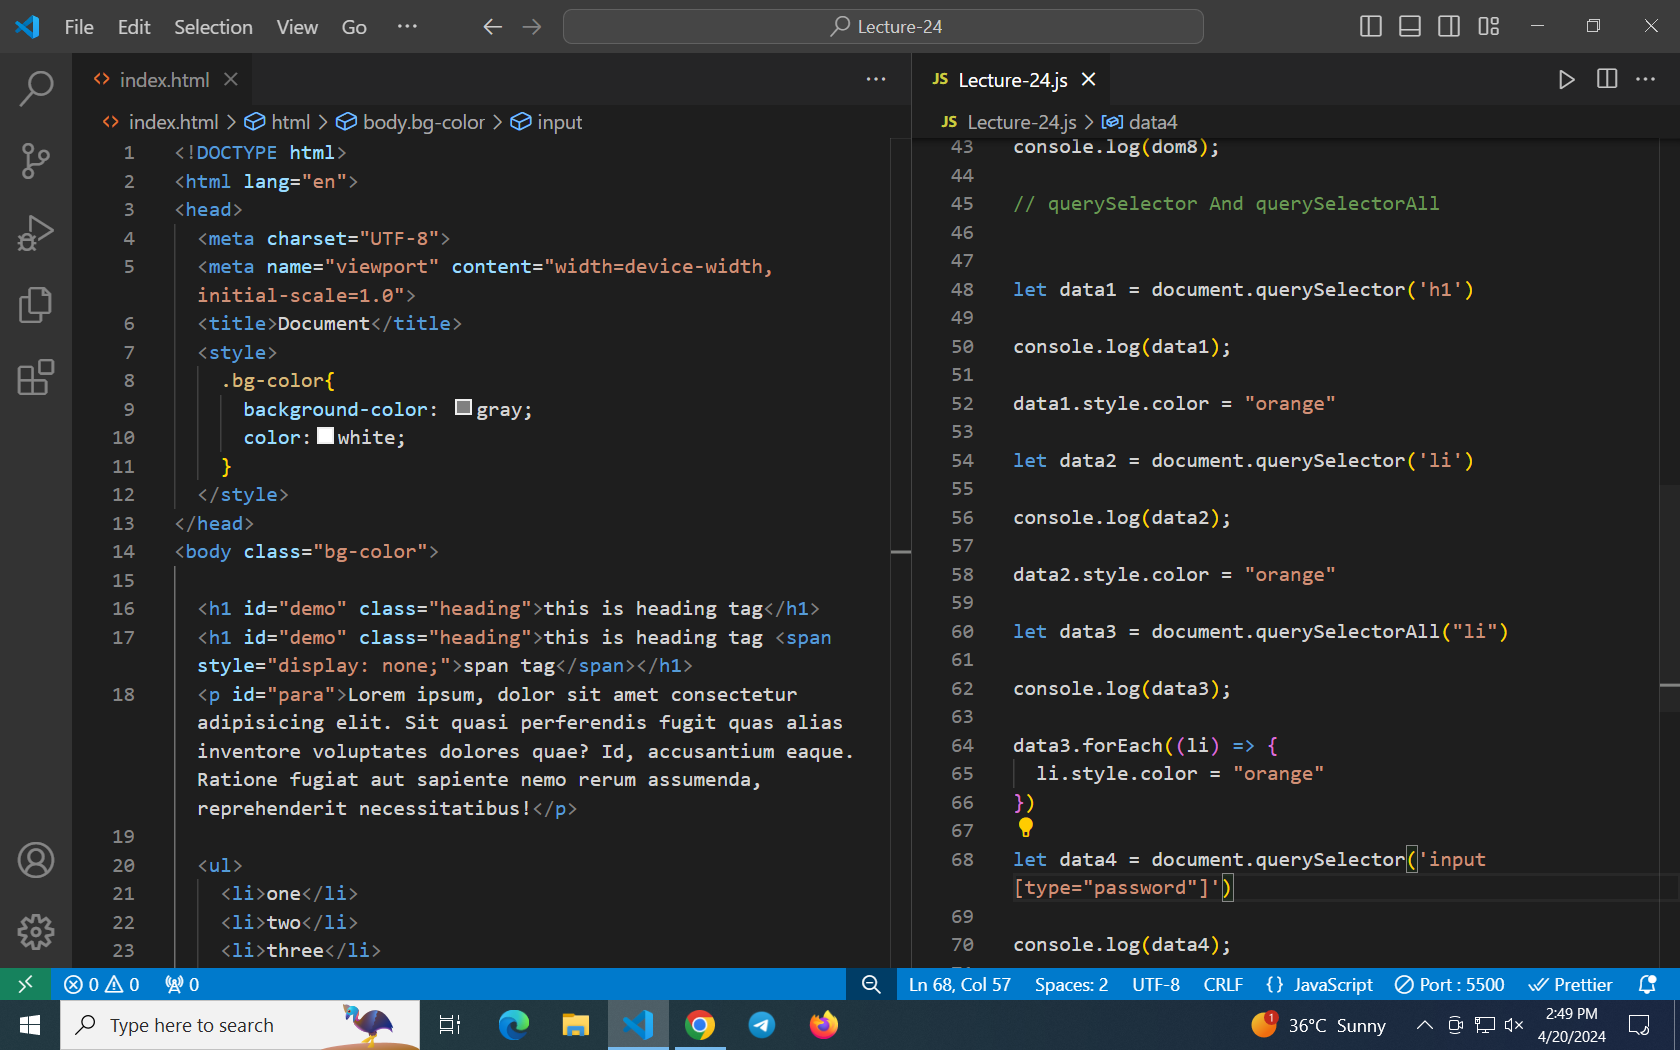 File Edit Selection View Go ··· Lecture-24
index.html
index.html > html > body.bg-color > input
1 <!DOCTYPE html>
2 <html lang="en">
3 <head>
4 <meta charset="UTF-8">
5 <meta name="viewport" content="width=device-width,
initial-scale=1.0">
6 <title>Document</title>
7 <style>
8 .bg-color{
9 background-color: gray;
10 color: white;
11 }
12 </style>
13 </head>
14 <body class="bg-color">
15
16 <h1 id="demo" class="heading">this is heading tag</h1>
17 <h1 id="demo" class="heading">this is heading tag <span
style="display: none;">span tag</span></h1>
18 <p id="para">Lorem ipsum, dolor sit amet consectetur
adipisicing elit. Sit quasi perferendis fugit quas alias
inventore voluptates dolores quae? Id, accusantium eaque.
Ratione fugiat aut sapiente nemo rerum assumenda,
reprehenderit necessitatibus!</p>
19
20 <ul>
21 <li>one</li>
22 <li>two</li>
23 <li>three</li>
JS Lecture-24.js
JS Lecture-24.js > data4
43 console.log(dom8);
44
45 // querySelector And querySelectorAll
46
47
48 let data1 = document.querySelector('h1')
49
50 console.log(data1);
51
52 data1.style.color = "orange"
53
54 let data2 = document.querySelector('li')
55
56 console.log(data2);
57
58 data2.style.color = "orange"
59
60 let data3 = document.querySelectorAll("li")
61
62 console.log(data3);
63
64 data3.forEach((li) => {
65 li.style.color = "orange"
66 })
67
68 let data4 = document.querySelector('input
[type="password"]')
69
70 console.log(data4);
0 0 0 Ln 68, Col 57 Spaces: 2 UTF-8 CRLF {} JavaScript Port : 5500 Prettier
Type here to search 1 36°C Sunny 2:49 PM
4/20/2024